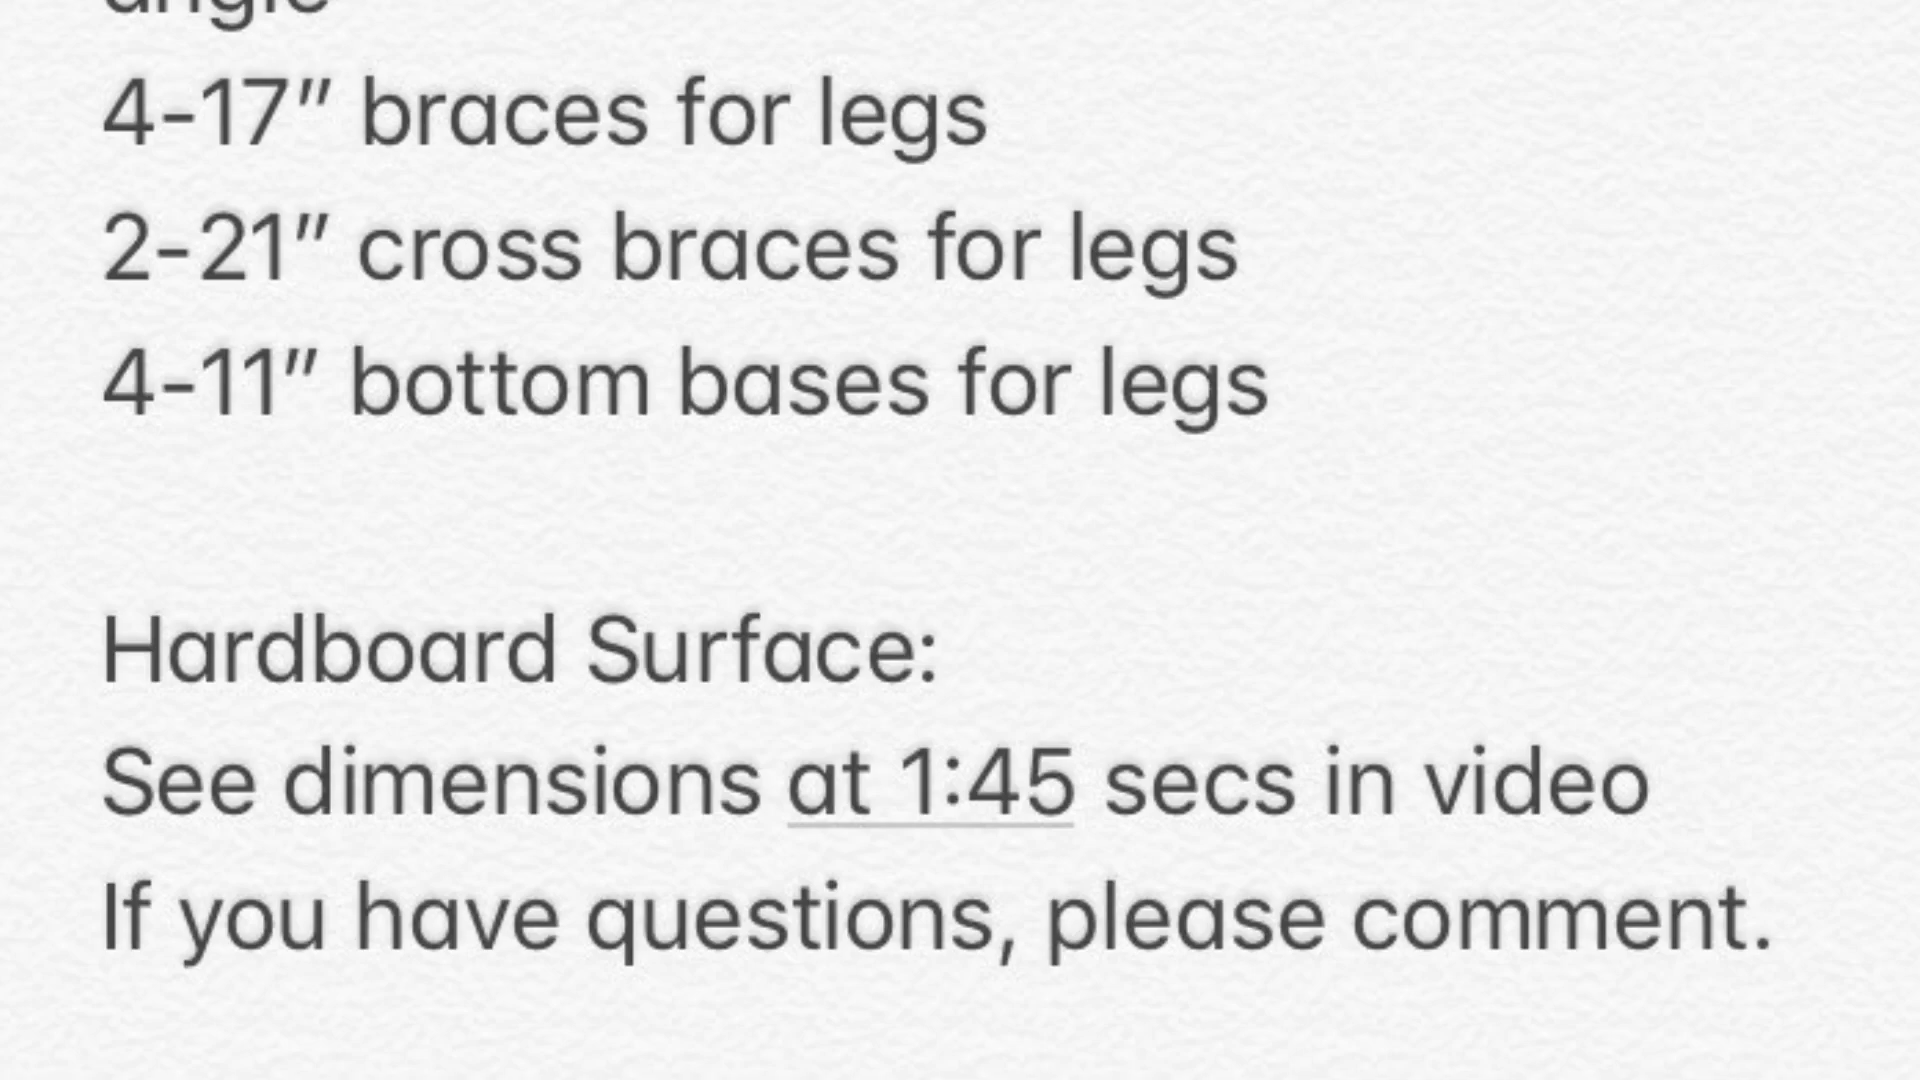 angle
4-17" braces for legs
2-21" cross braces for legs
4-11" bottom bases for legs
Hardboard Surface:
See dimensions at 1:45 secs in video
If you have questions, please comment.